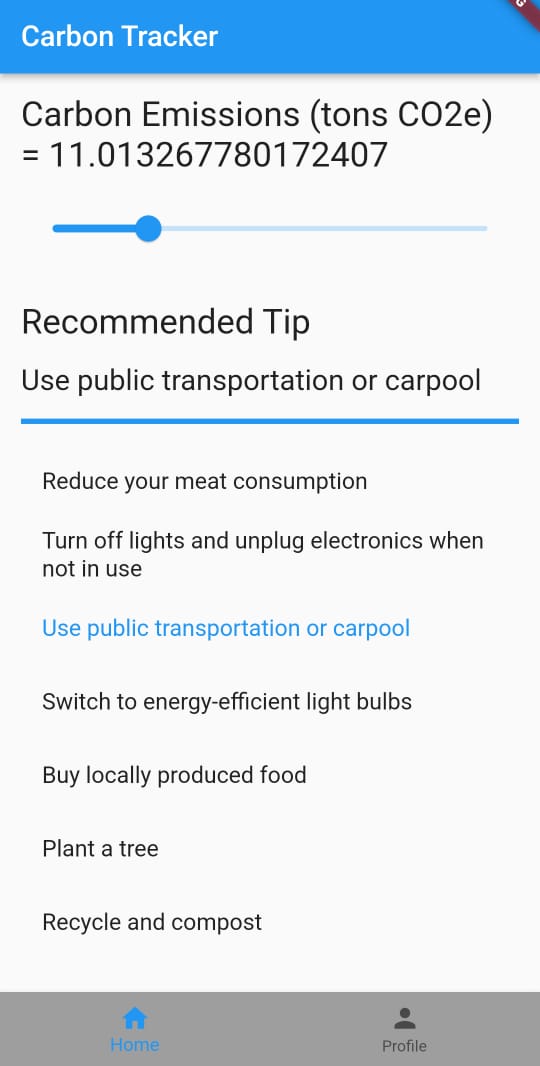 Carbon Tracker
Carbon Emissions (tons CO2e)
= 11.013267780172407
Recommended Tip
Use public transportation or carpool
Reduce your meat consumption
Turn off lights and unplug electronics when
not in use
Use public transportation or carpool
Switch to energy-efficient light bulbs
Buy locally produced food
Plant a tree
Recycle and compost
Home
Profile